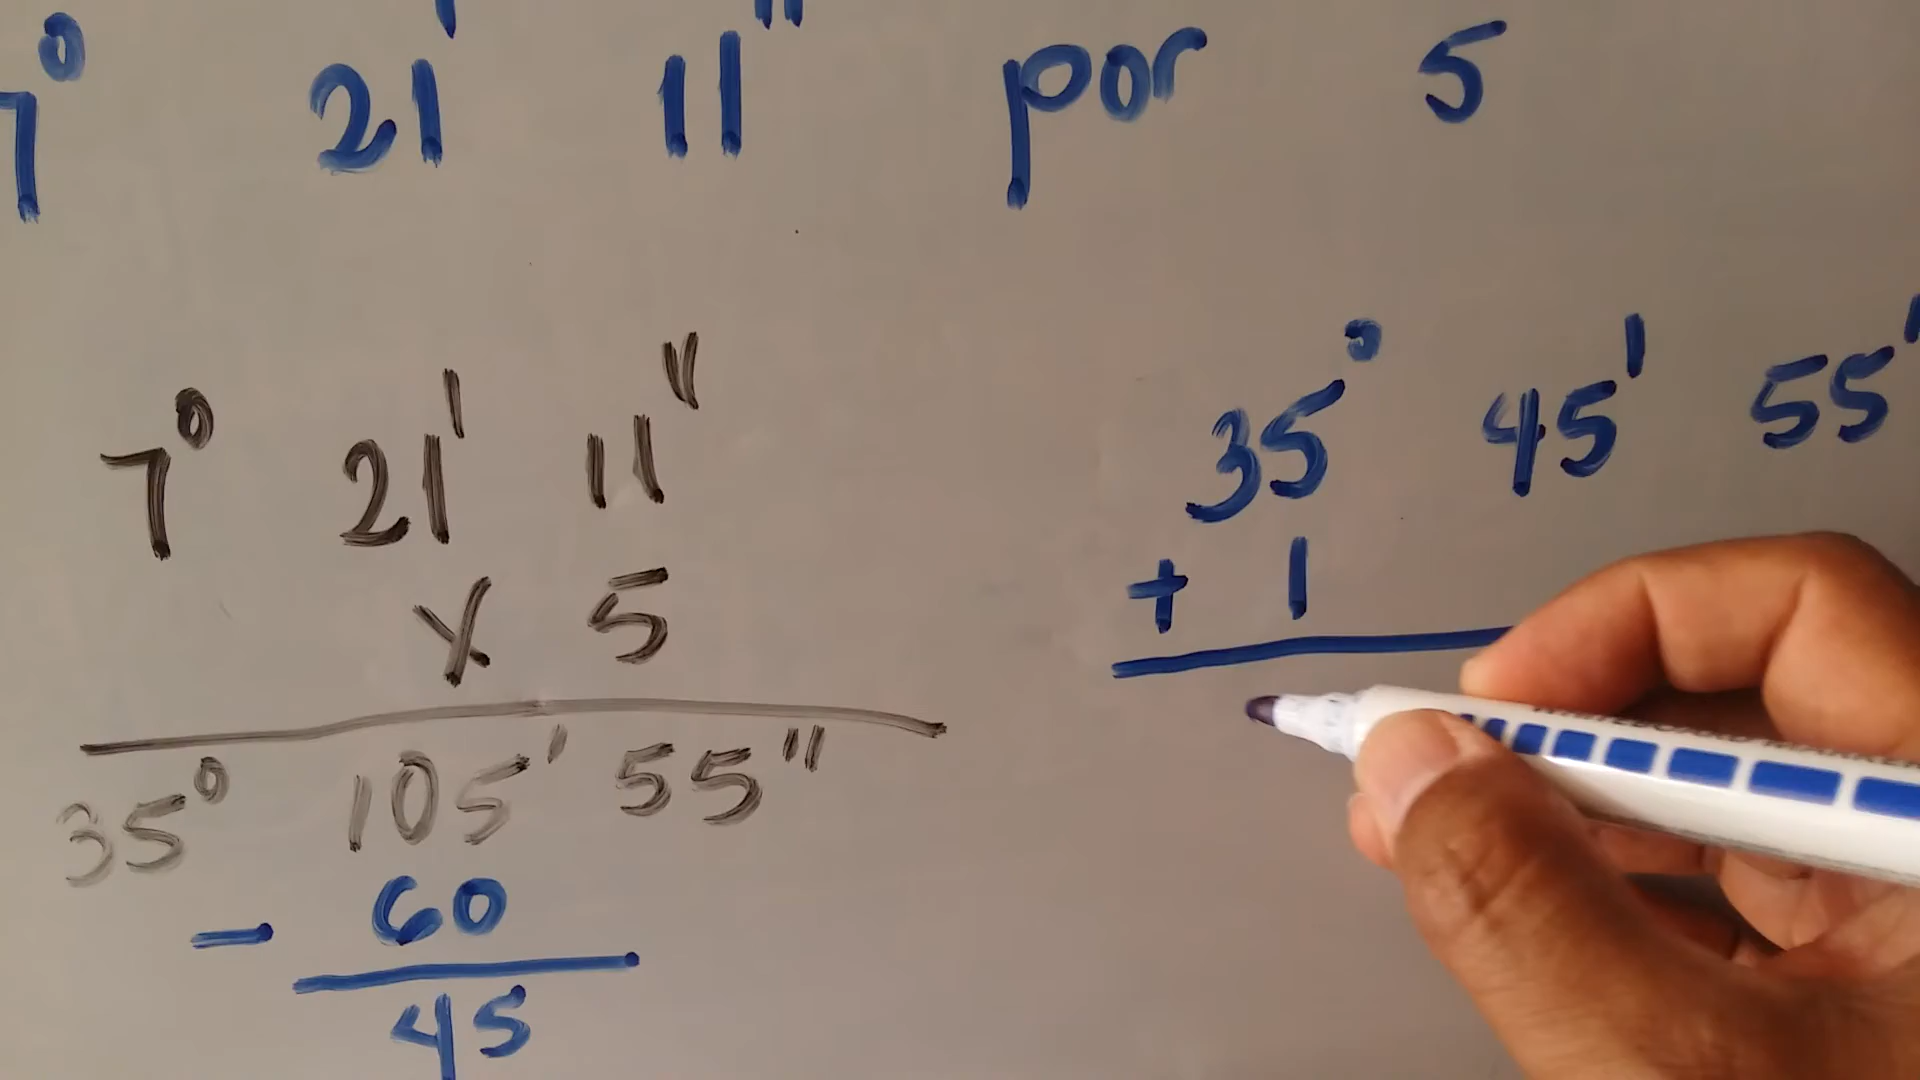 7° 21' 11" por 5
7° 21' 11"
x 5
35° 105' 55"
- 60
45
35° 45' 55'
+ 1